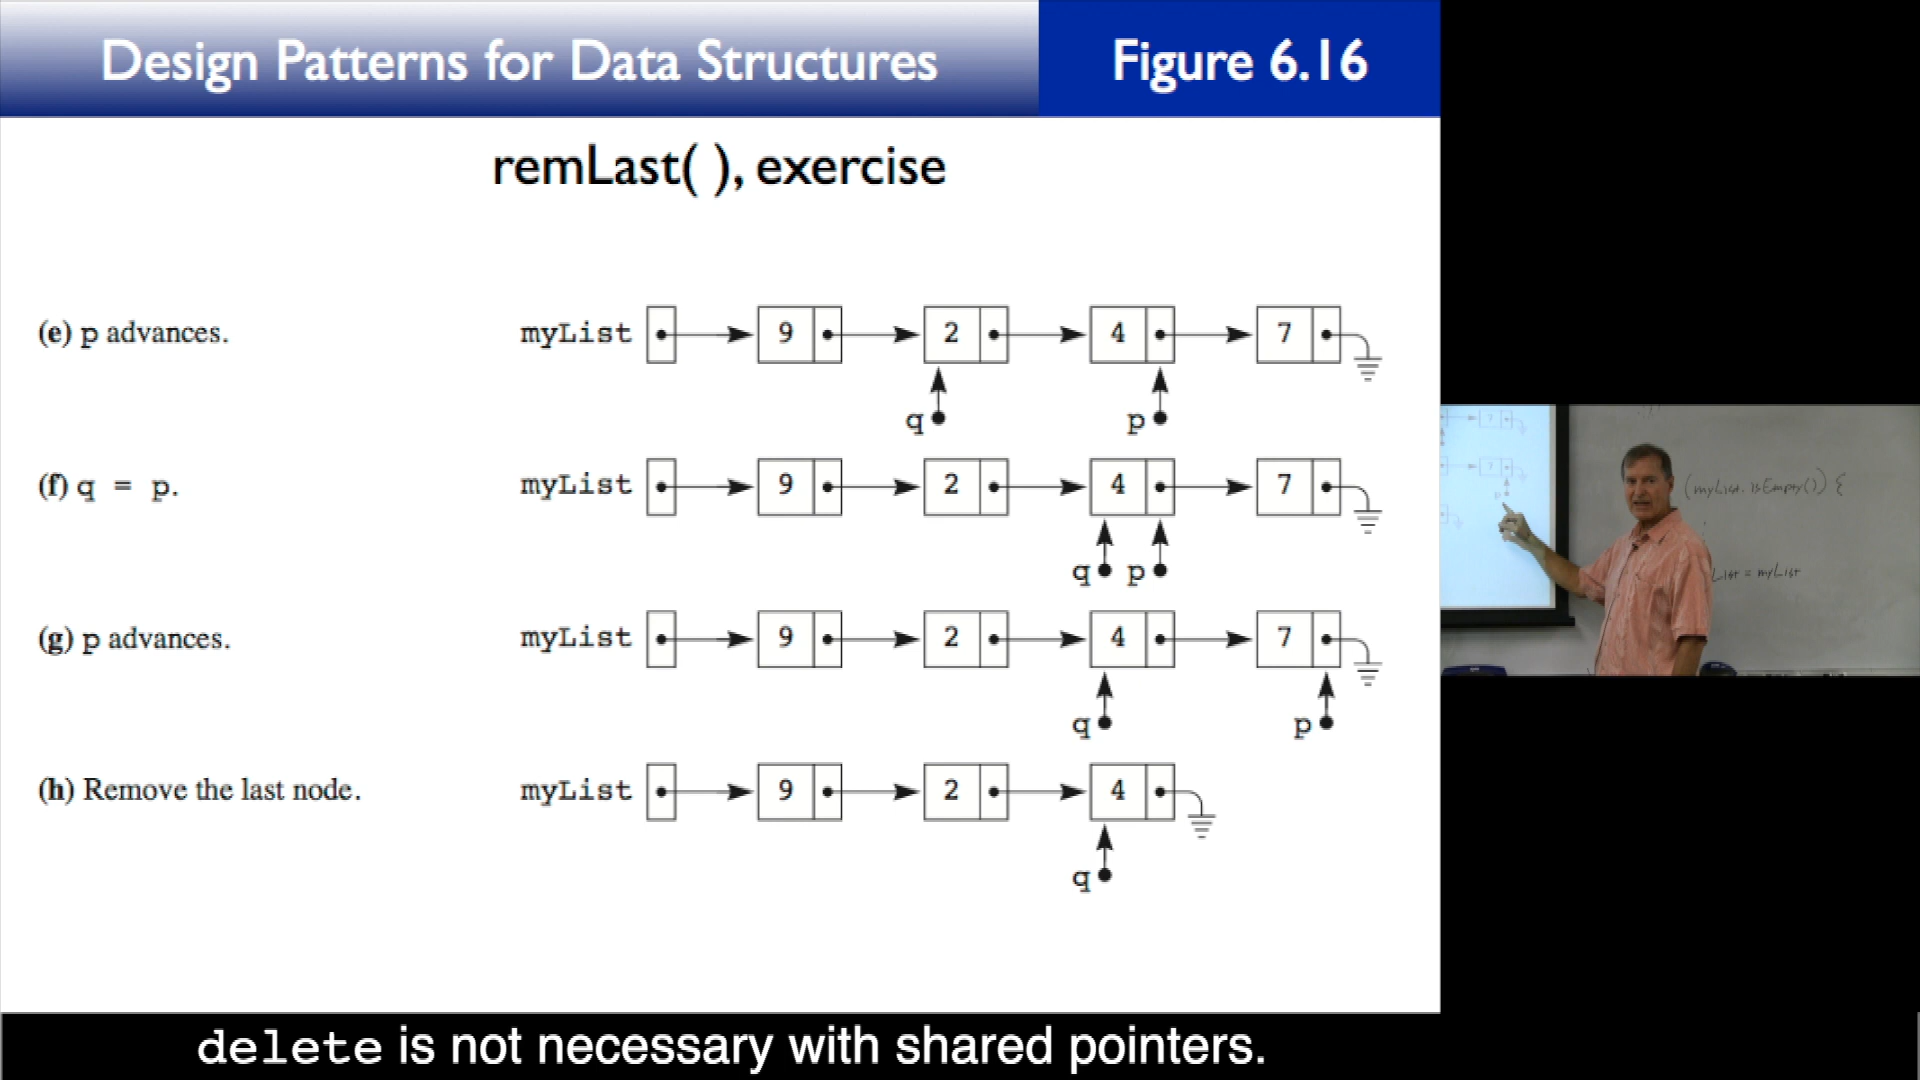 Design Patterns for Data Structures
Figure 6.16
remLast( ), exercise
(e) p advances.
myList 9 2 4 7
q p
(f) q = p.
myList 9 2 4 7
q p
(g) p advances.
myList 9 2 4 7
q p
(h) Remove the last node.
myList 9 2 4
q
(myList.isEmpty()) {
List = myList
7
7
p
delete is not necessary with shared pointers.